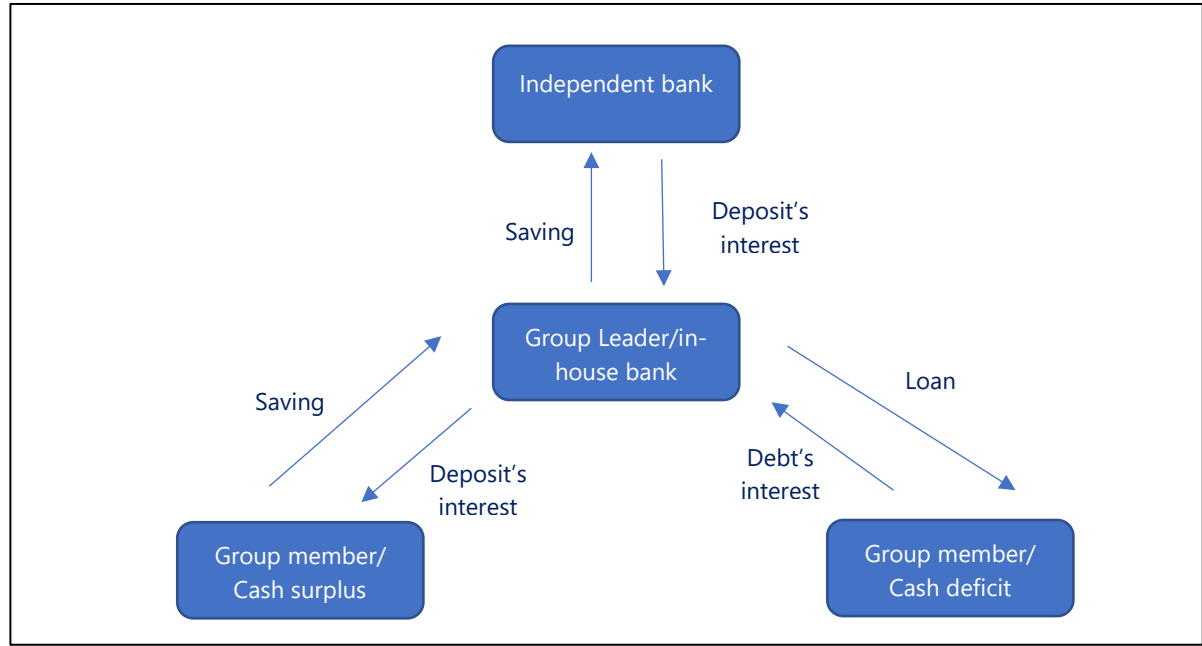 Independent bank
Saving
Deposit's
interest
Group Leader/in-
house bank
Saving
Loan
Deposit's
interest
Debt's
interest
Group member/
Cash surplus
Group member/
Cash deficit